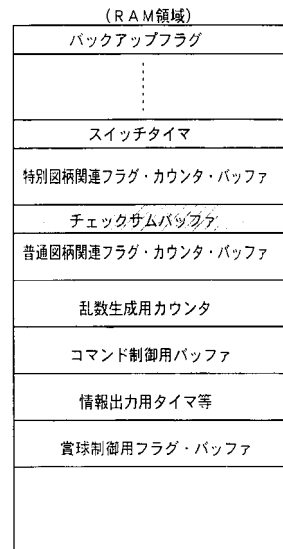 (RAM領域)
バックアップフラグ
スイッチタイマ
特別図柄関連フラグ・カウンタ・バッファ
チェックサムバッファ
普通図柄関連フラグ・カウンタ・バッファ
乱数生成用カウンタ
コマンド制御用バッファ
情報出力用タイマ等
賞球制御用フラグ・バッファ